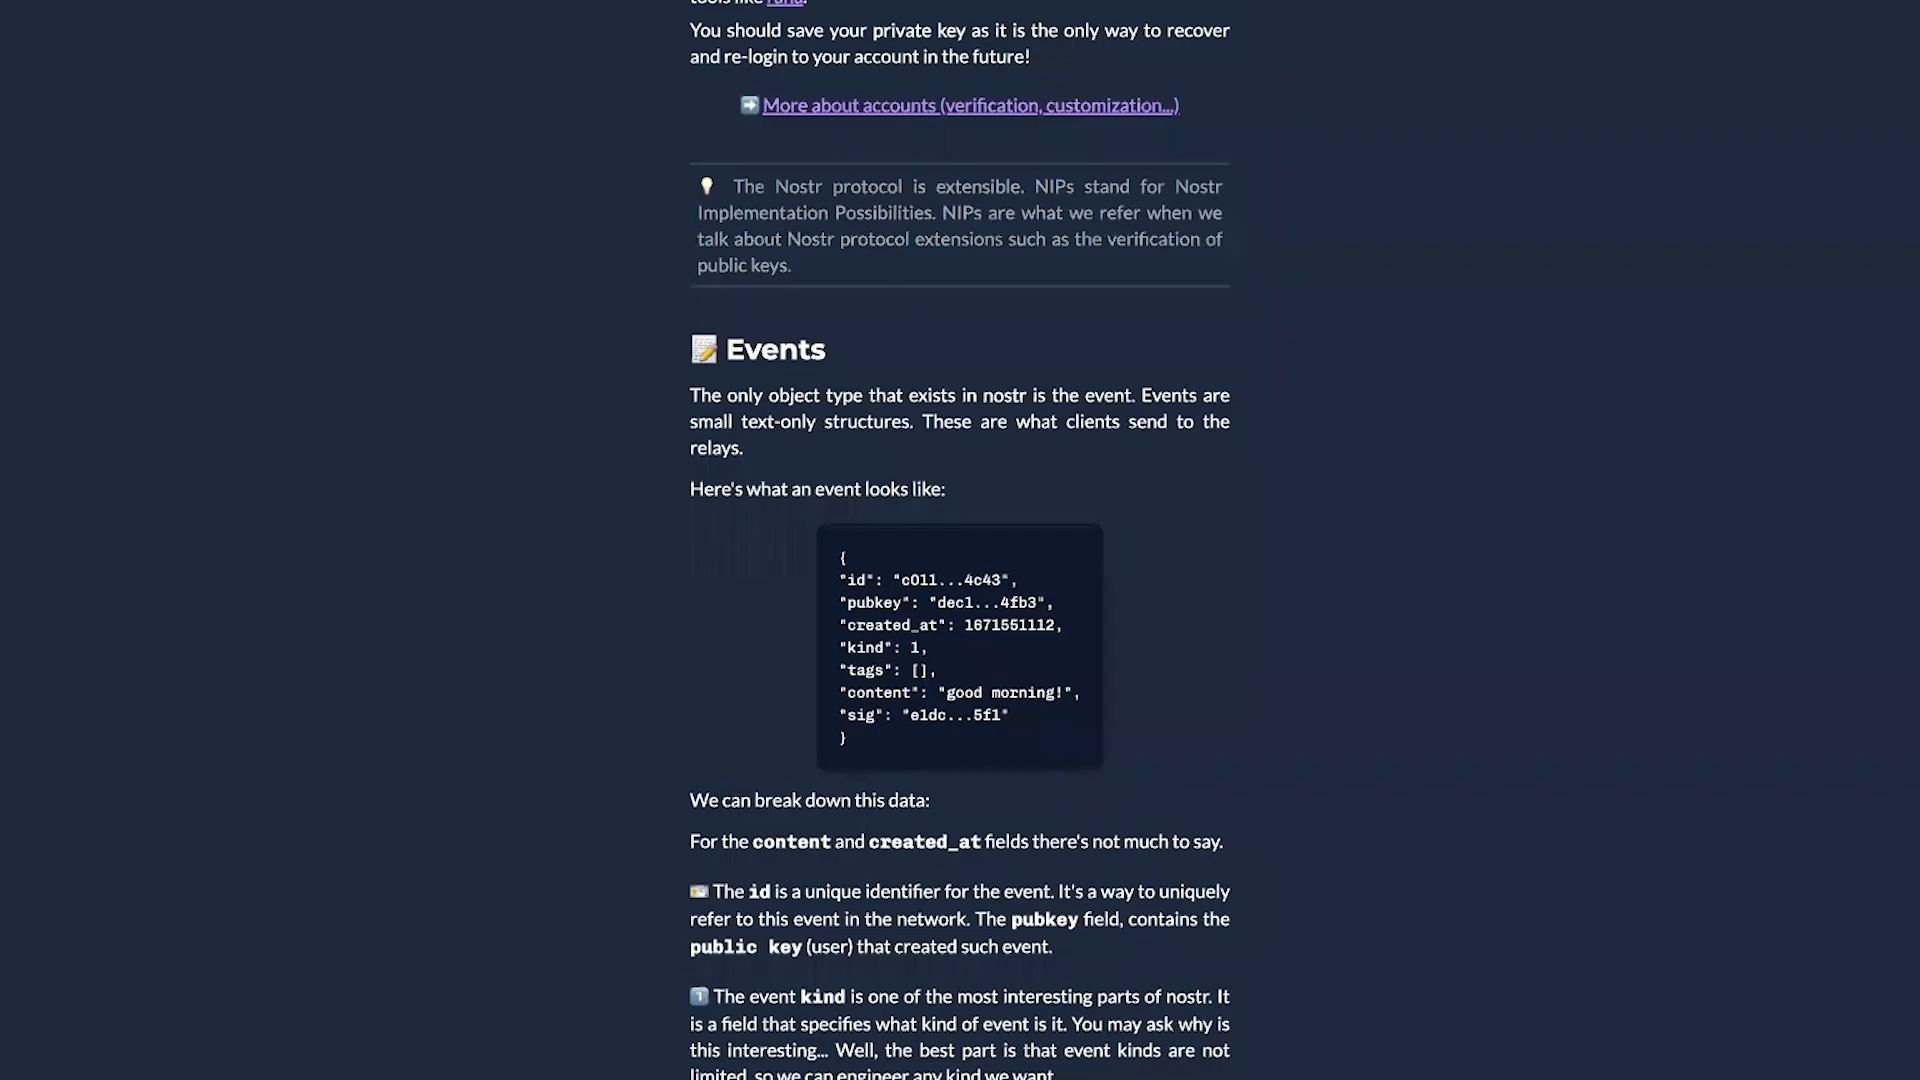 You should save your private key as it is the only way to recover
and re-login to your account in the future!
More about accounts (verification, customization...)
The Nostr protocol is extensible. NIPs stand for Nostr
Implementation Possibilities. NIPs are what we refer when we
talk about Nostr protocol extensions such as the verification of
public keys.
Events
The only object type that exists in nostr is the event. Events are
small text-only structures. These are what clients send to the
relays.
Here's what an event looks like:
{
"id": "c011...4c43",
"pubkey": "dec1...4fb3",
"created_at": 1671551112,
"kind": 1,
"tags": [],
"content": "good morning!",
"sig": "e1dc...5f1"
}
We can break down this data:
For the content and created_at fields there's not much to say.
The id is a unique identifier for the event. It's a way to uniquely
refer to this event in the network. The pubkey field, contains the
public key (user) that created such event.
1 The event kind is one of the most interesting parts of nostr. It
is a field that specifies what kind of event is it. You may ask why is
this interesting... Well, the best part is that event kinds are not
limited, so we can engineer any kind we want